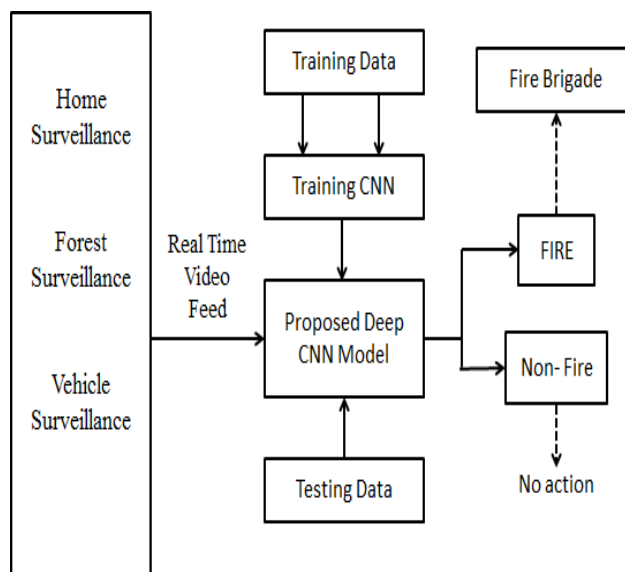 Home
Surveillance
Forest
Surveillance
Vehicle
Surveillance
Real Time
Video
Feed
Training Data
Training CNN
Proposed Deep
CNN Model
Testing Data
Fire Brigade
FIRE
Non- Fire
No action